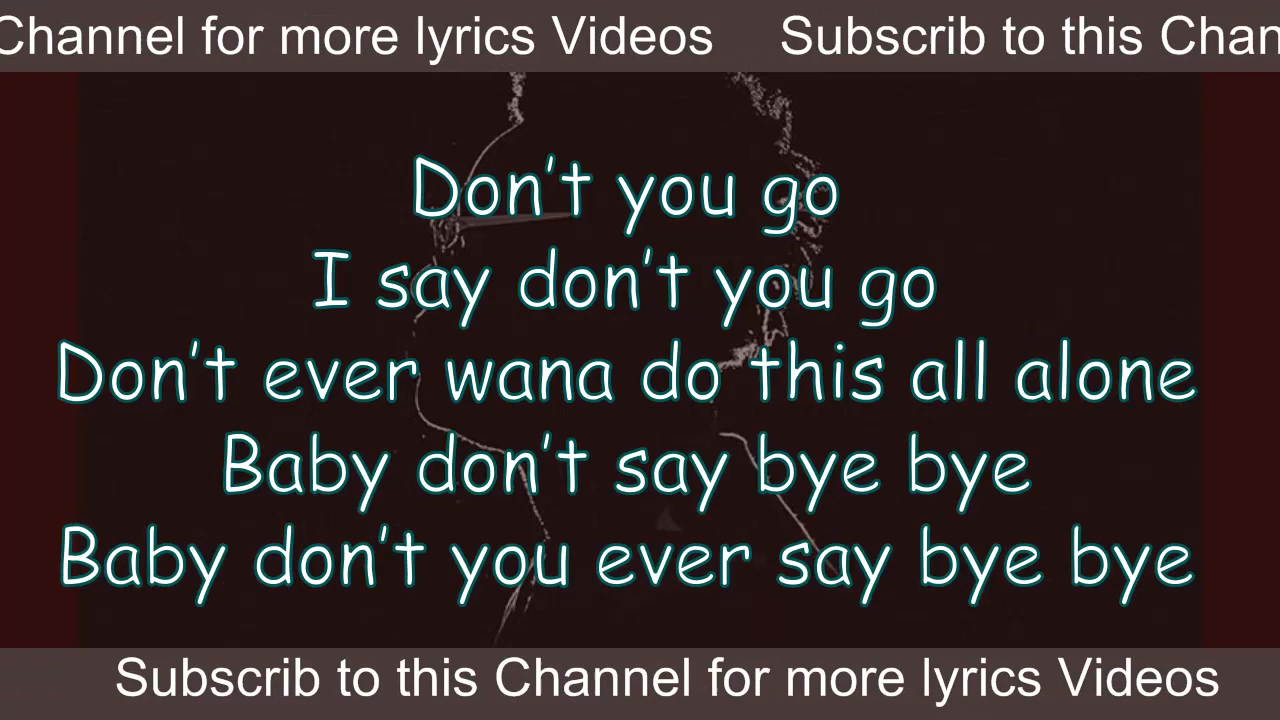 Channel for more lyrics Videos Subscrib to this Chan
Don't you go
I say don't you go
Don't ever wana do this all alone
Baby don't say bye bye
Baby don't you ever say bye bye
Subscrib to this Channel for more lyrics Videos